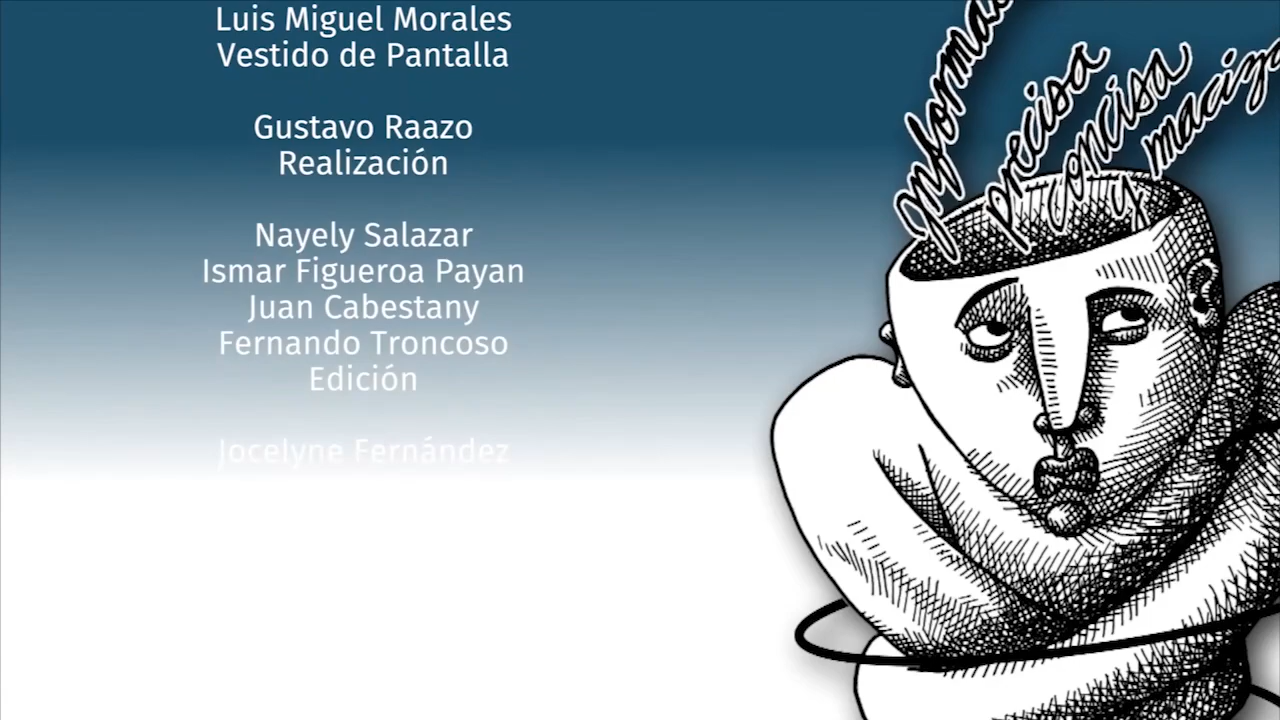 Luis Miguel Morales
Vestido de Pantalla
Gustavo Raazo
Realización
Nayely Salazar
Ismar Figueroa Payan
Juan Cabestany
Fernando Troncoso
Edición
Jocelyne Fernández
precisa
concisa
y maciza